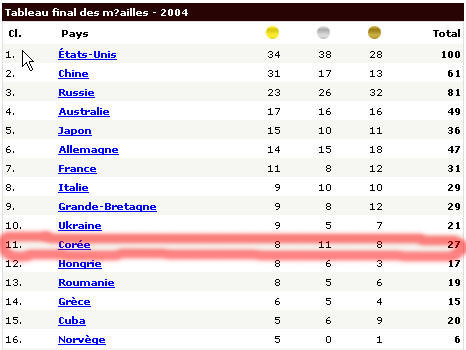 Tableau final des m?ailles - 2004
Cl. Pays Total
1. États-Unis 34 38 28 100
2. Chine 31 17 13 61
3. Russie 23 26 32 81
4. Australie 17 16 16 49
5. Japon 15 10 11 36
6. Allemagne 14 15 18 47
7. France 11 8 12 31
8. Italie 9 10 10 29
9. Grande-Bretagne 9 8 12 29
10. Ukraine 9 5 7 21
11. Corée 8 11 8 27
12. Hongrie 8 6 3 17
13. Roumanie 8 5 6 19
14. Grèce 6 5 4 15
15. Cuba 5 6 9 20
16. Norvège 5 0 1 6